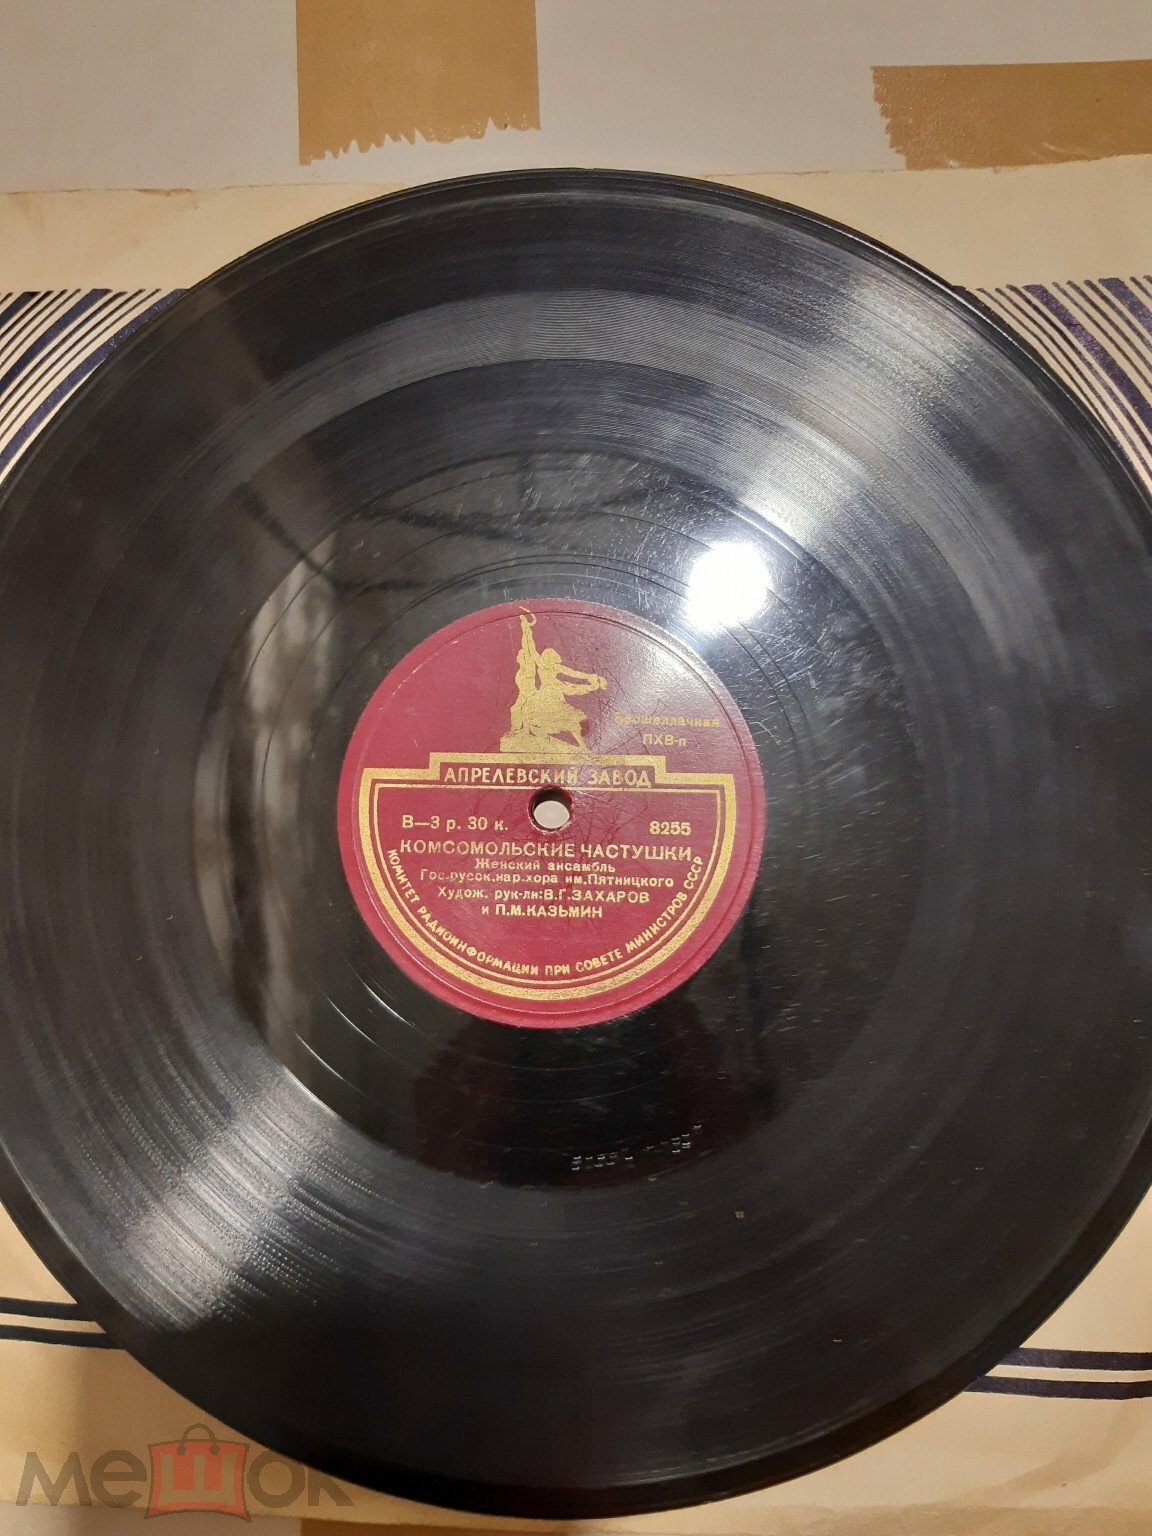 Бесшеллачная
ПХВ-п
АПРЕЛЕВСКИЙ ЗАВОД
В—3 р. 30 к. 8255
КОМСОМОЛЬСКИЕ ЧАСТУШКИ
Женский ансамбль
Гос.русск.нар.хора им.Пятницкого
Худож. рук-ли:В.Г.ЗАХАРОВ
и П.М.КАЗЬМИН
КОМИТЕТ РАДИОИНФОРМАЦИИ ПРИ СОВЕТЕ МИНИСТРОВ СССР
мешок